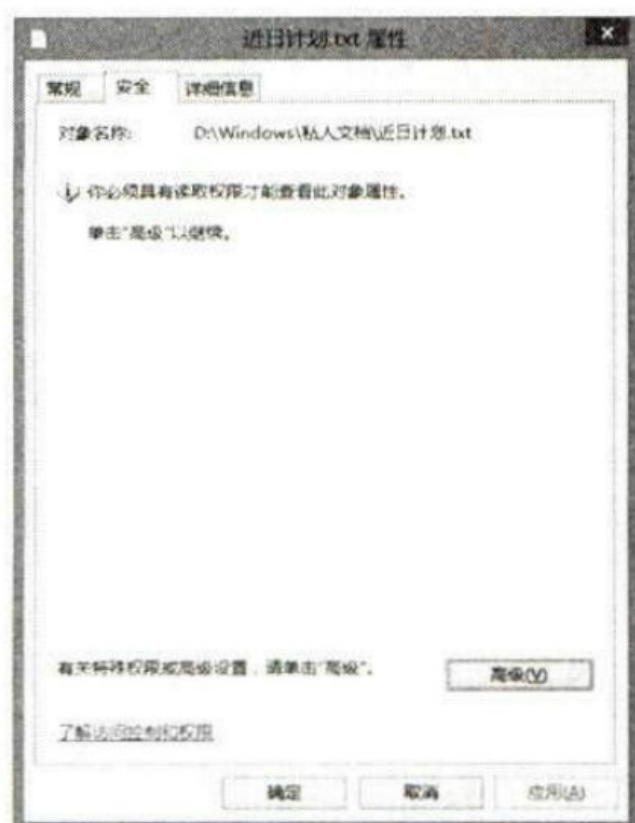 近日计划.txt 属性
常规 安全 详细信息
对象名称: D:\Windows\私人文档\近日计划.txt
你必须具有读取权限才能查看此对象属性。
单击"高级"以继续。
有关特殊权限或高级设置，请单击"高级"。
高级(V)
了解访问控制和权限
确定 取消 应用(A)